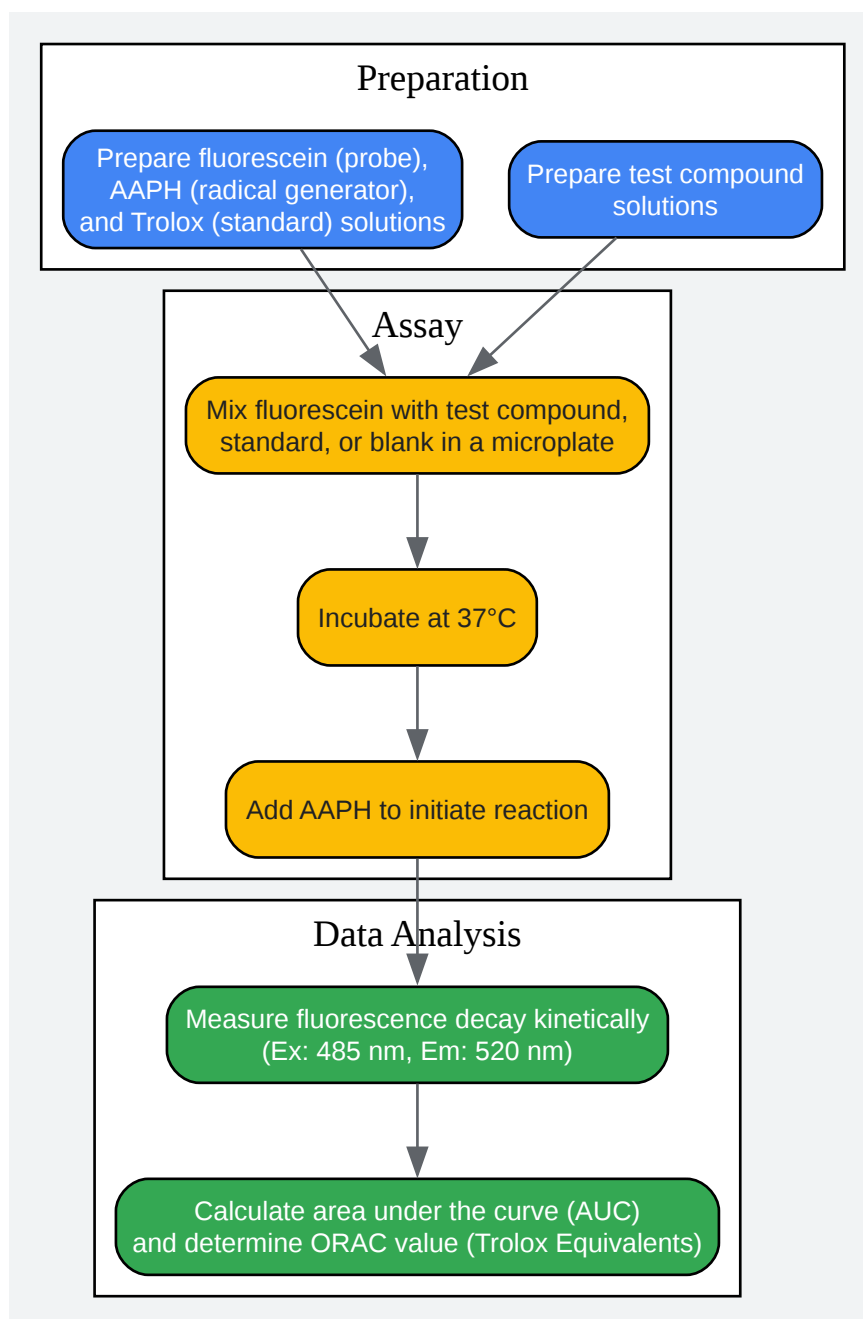 Preparation
Prepare fluorescein (probe),
AAPH (radical generator),
and Trolox (standard) solutions
Prepare test compound
solutions
Assay
Mix fluorescein with test compound,
standard, or blank in a microplate
Incubate at 37°C
Add AAPH to initiate reaction
Data Analysis
Measure fluorescence decay kinetically
(Ex: 485 nm, Em: 520 nm)
Calculate area under the curve (AUC)
and determine ORAC value (Trolox Equivalents)